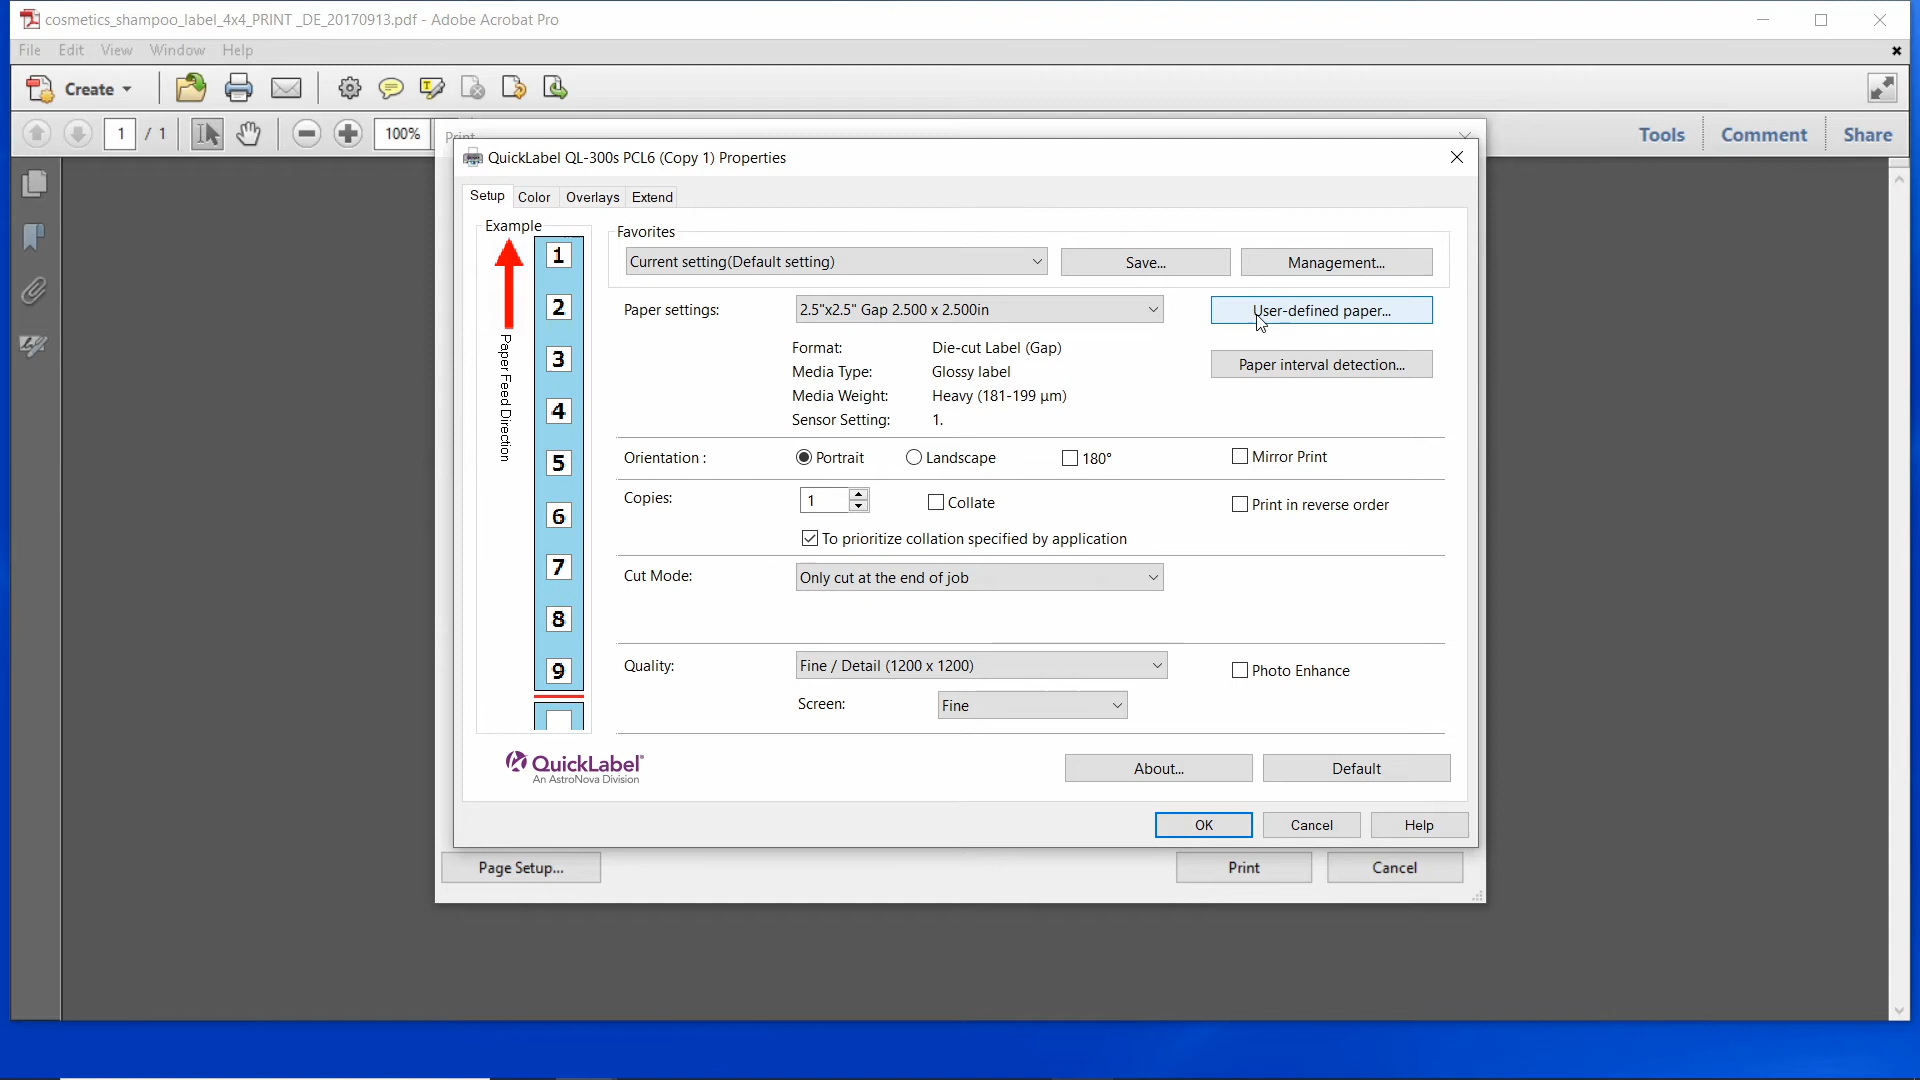 cosmetics_shampoo_label_4x4_PRINT _DE_20170913.pdf - Adobe Acrobat Pro
File Edit View Window Help
Create
1 / 1 100% Tools Comment Share
Print
QuickLabel QL-300s PCL6 (Copy 1) Properties
Setup Color Overlays Extend
Example
Paper Feed Direction
1
2
3
4
5
6
7
8
9
Favorites
Current setting(Default setting) Save... Management...
Paper settings: 2.5"x2.5" Gap 2.500 x 2.500in User-defined paper...
Format: Die-cut Label (Gap)
Paper interval detection...
Media Type: Glossy label
Media Weight: Heavy (181-199 µm)
Sensor Setting: 1.
Orientation : Portrait Landscape 180° Mirror Print
Copies: 1 Collate Print in reverse order
To prioritize collation specified by application
Cut Mode: Only cut at the end of job
Quality: Fine / Detail (1200 x 1200) Photo Enhance
Screen: Fine
QuickLabel®
An AstroNova Division
About... Default
OK Cancel Help
Page Setup... Print Cancel